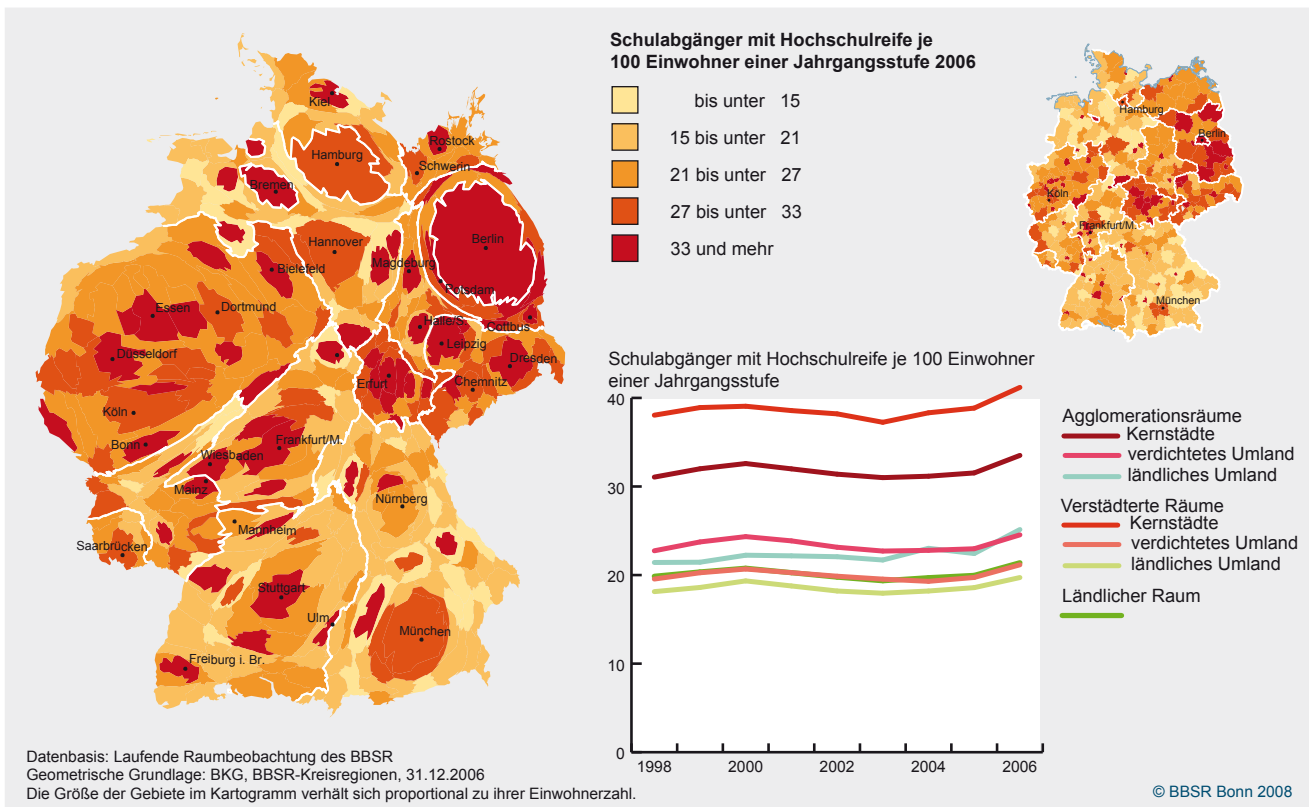 Schulabgänger mit Hochschulreife je
100 Einwohner einer Jahrgangsstufe 2006
bis unter 15
15 bis unter 21
21 bis unter 27
27 bis unter 33
33 und mehr
Kiel
Rostock
Hamburg
Schwerin
Bremen
Berlin
Hannover
Magdeburg
Bielefeld
Potsdam
Essen
Dortmund
Halle/S.
Cottbus
Leipzig
Düsseldorf
Dresden
Erfurt
Chemnitz
Köln
Bonn
Frankfurt/M.
Wiesbaden
Mainz
Nürnberg
Mannheim
Saarbrücken
Stuttgart
Ulm
München
Freiburg i. Br.
Hamburg
Berlin
Köln
Frankfurt/M.
München
Schulabgänger mit Hochschulreife je 100 Einwohner
einer Jahrgangsstufe
40
30
20
10
0
1998 2000 2002 2004 2006
Agglomerationsräume
Kernstädte
verdichtetes Umland
ländliches Umland
Verstädterte Räume
Kernstädte
verdichtetes Umland
ländliches Umland
Ländlicher Raum
Datenbasis: Laufende Raumbeobachtung des BBSR
Geometrische Grundlage: BKG, BBSR-Kreisregionen, 31.12.2006
Die Größe der Gebiete im Kartogramm verhält sich proportional zu ihrer Einwohnerzahl.
© BBSR Bonn 2008